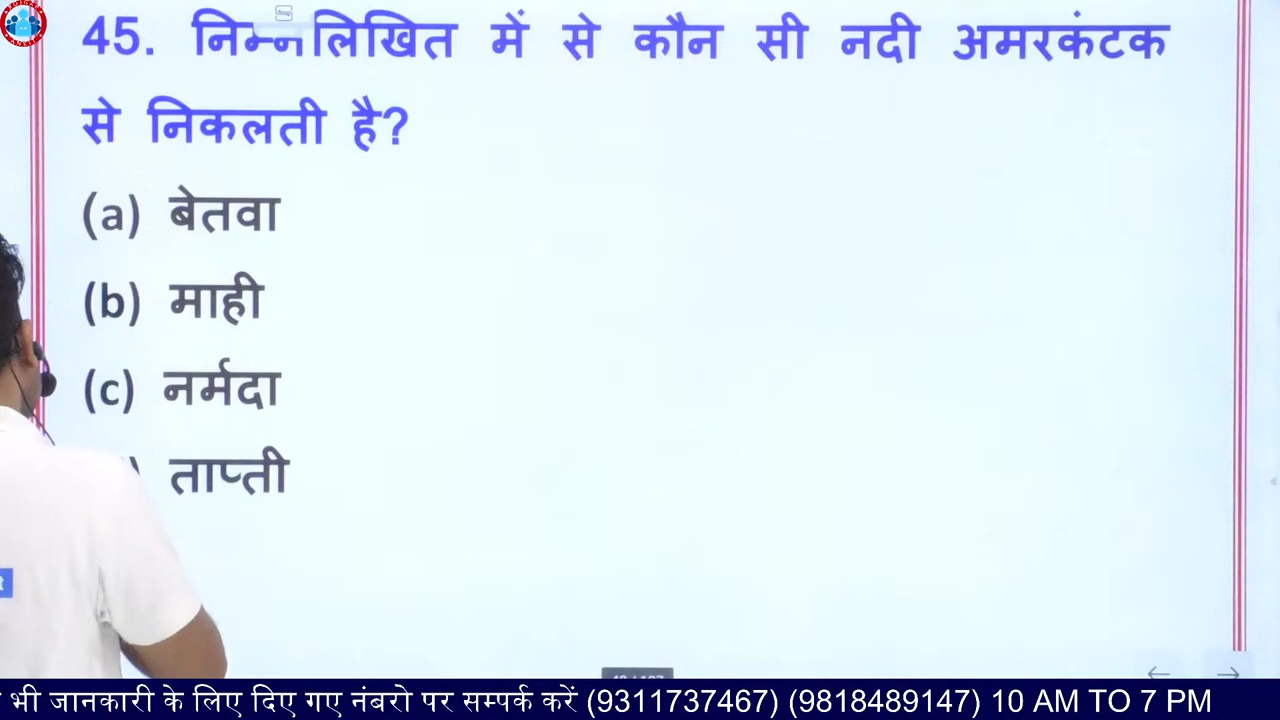 45. निम्नलिखित में से कौन सी नदी अमरकंटक
से निकलती है?
(a) बेतवा
(b) माही
(c) नर्मदा
) ताप्ती
भी जानकारी के लिए दिए गए नंबरो पर सम्पर्क करें (9311737467) (9818489147) 10 AM TO 7 PM